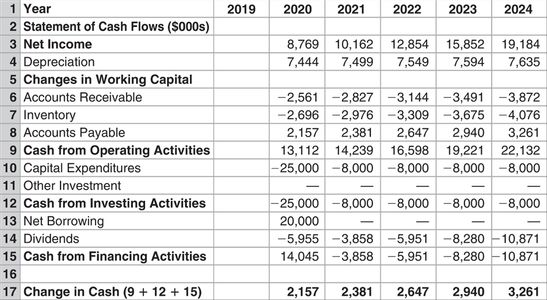 1 Year 2019 2020 2021 2022 2023 2024
2 Statement of Cash Flows ($000s)
3 Net Income 8,769 10,162 12,854 15,852 19,184
4 Depreciation 7,444 7,499 7,549 7,594 7,635
5 Changes in Working Capital
6 Accounts Receivable −2,561 −2,827 −3,144 −3,491 −3,872
7 Inventory −2,696 −2,976 −3,309 −3,675 −4,076
8 Accounts Payable 2,157 2,381 2,647 2,940 3,261
9 Cash from Operating Activities 13,112 14,239 16,598 19,221 22,132
10 Capital Expenditures −25,000 −8,000 −8,000 −8,000 −8,000
11 Other Investment — — — — —
12 Cash from Investing Activities −25,000 −8,000 −8,000 −8,000 −8,000
13 Net Borrowing 20,000 — — — —
14 Dividends −5,955 −3,858 −5,951 −8,280 −10,871
15 Cash from Financing Activities 14,045 −3,858 −5,951 −8,280 −10,871
16
17 Change in Cash (9 + 12 + 15) 2,157 2,381 2,647 2,940 3,261